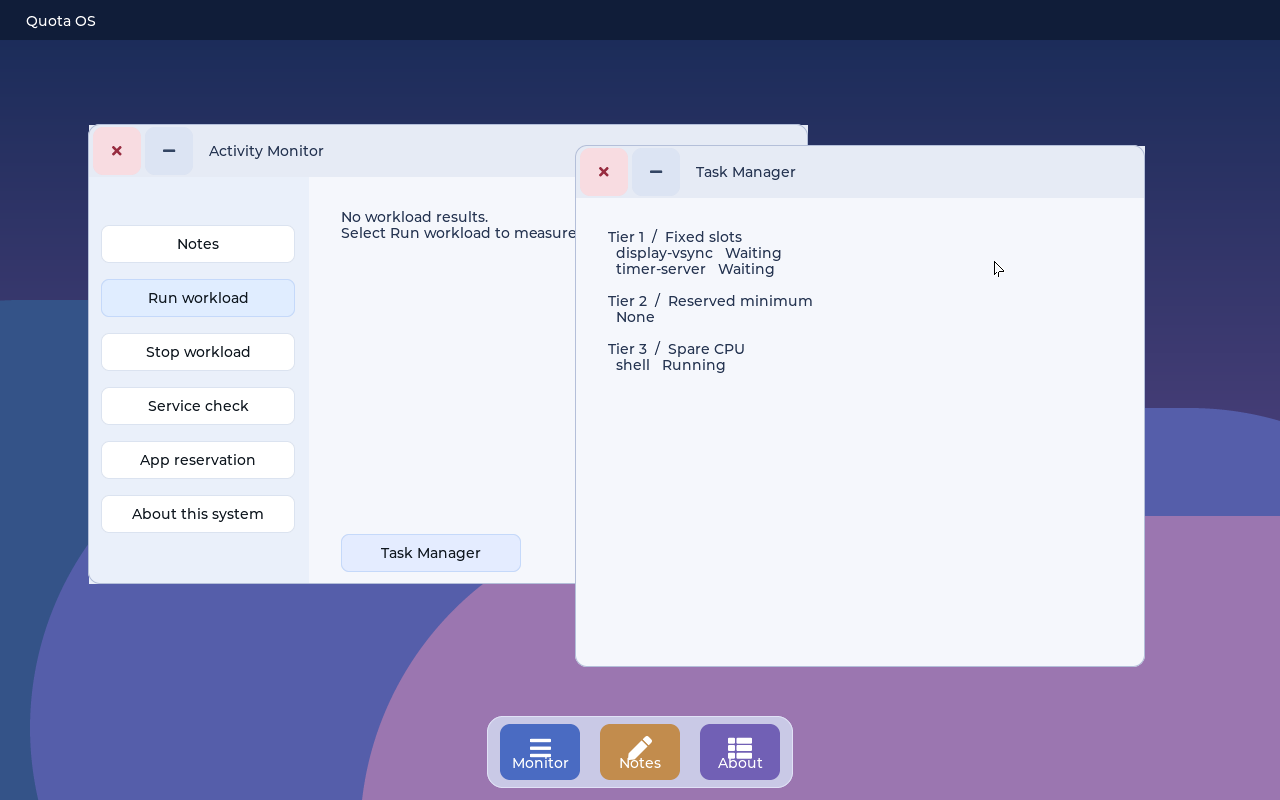 Quota OS
Activity Monitor
Notes
Run workload
Stop workload
Service check
App reservation
About this system
No workload results.
Select Run workload to measure
Task Manager
Task Manager
Tier 1 / Fixed slots
display-vsync Waiting
timer-server Waiting
Tier 2 / Reserved minimum
None
Tier 3 / Spare CPU
shell Running
Monitor
Notes
About